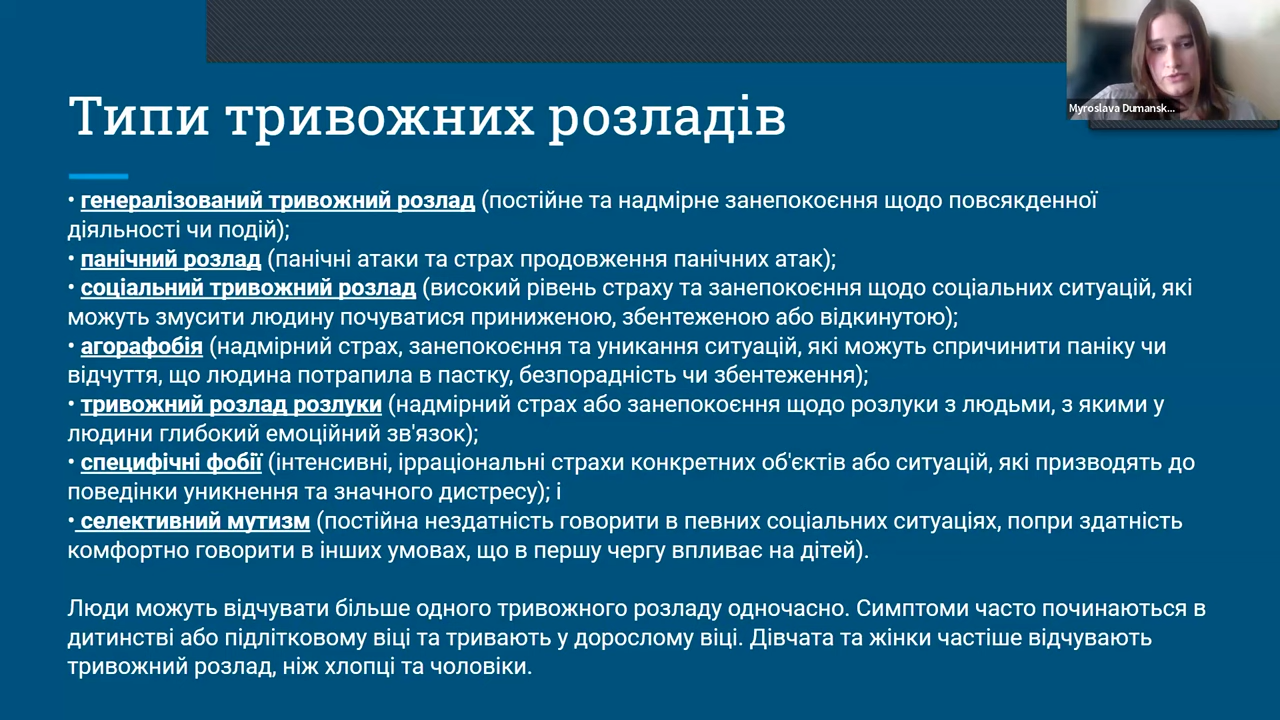 Myroslava Dumansk...
Типи тривожних розладів
• генералізований тривожний розлад (постійне та надмірне занепокоєння щодо повсякденної
діяльності чи подій);
• панічний розлад (панічні атаки та страх продовження панічних атак);
• соціальний тривожний розлад (високий рівень страху та занепокоєння щодо соціальних ситуацій, які
можуть змусити людину почуватися приниженою, збентеженою або відкинутою);
• агорафобія (надмірний страх, занепокоєння та уникання ситуацій, які можуть спричинити паніку чи
відчуття, що людина потрапила в пастку, безпорадність чи збентеження);
• тривожний розлад розлуки (надмірний страх або занепокоєння щодо розлуки з людьми, з якими у
людини глибокий емоційний зв'язок);
• специфічні фобії (інтенсивні, ірраціональні страхи конкретних об'єктів або ситуацій, які призводять до
поведінки уникнення та значного дистресу); і
• селективний мутизм (постійна нездатність говорити в певних соціальних ситуаціях, попри здатність
комфортно говорити в інших умовах, що в першу чергу впливає на дітей).
Люди можуть відчувати більше одного тривожного розладу одночасно. Симптоми часто починаються в
дитинстві або підлітковому віці та тривають у дорослому віці. Дівчата та жінки частіше відчувають
тривожний розлад, ніж хлопці та чоловіки.